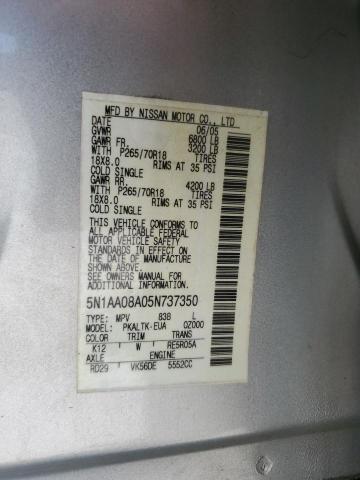 MFD BY NISSAN MOTOR CO., LTD
DATE 06/05
GVWR 6800 LB
GAWR FR. 3200 LB
WITH P265/70R18 TIRES
18X8.0 RIMS AT 35 PSI
COLD SINGLE
GAWR RR. 4200 LB
WITH P265/70R18 TIRES
18X8.0 RIMS AT 35 PSI
COLD SINGLE
THIS VEHICLE CONFORMS TO
ALL APPLICABLE FEDERAL
MOTOR VEHICLE SAFETY
STANDARDS IN EFFECT ON
THE DATE OF MANUFACTURE
SHOWN ABOVE.
SEE OWNERS MANUAL FOR
ADDITIONAL INFORMATION
5N1AA08A05N737350
TYPE: MPV 838 L
MODEL: PKALTK-EUA 0Z000
COLOR TRIM TRANS
K12 W RE5R05A
AXLE ENGINE
RD29 VK56DE 5552CC